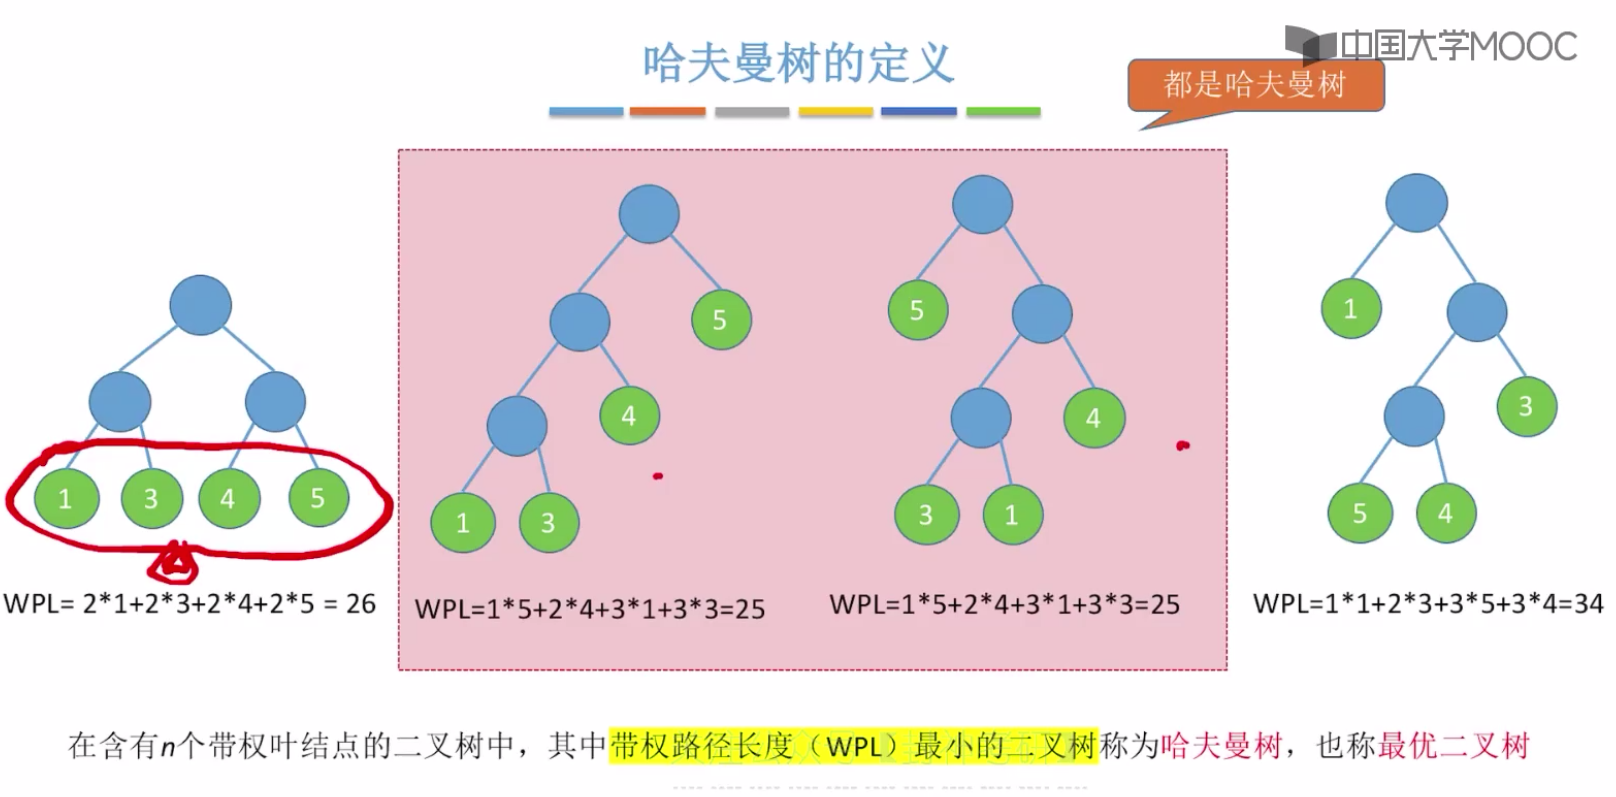 哈夫曼树的定义
中国大学MOOC
都是哈夫曼树
1 3 4 5
WPL= 2*1+2*3+2*4+2*5 = 26
5
4
1 3
WPL=1*5+2*4+3*1+3*3=25
5
4
3 1
WPL=1*5+2*4+3*1+3*3=25
1
3
5 4
WPL=1*1+2*3+3*5+3*4=34
在含有n个带权叶结点的二叉树中，其中带权路径长度（WPL）最小的二叉树称为哈夫曼树，也称最优二叉树